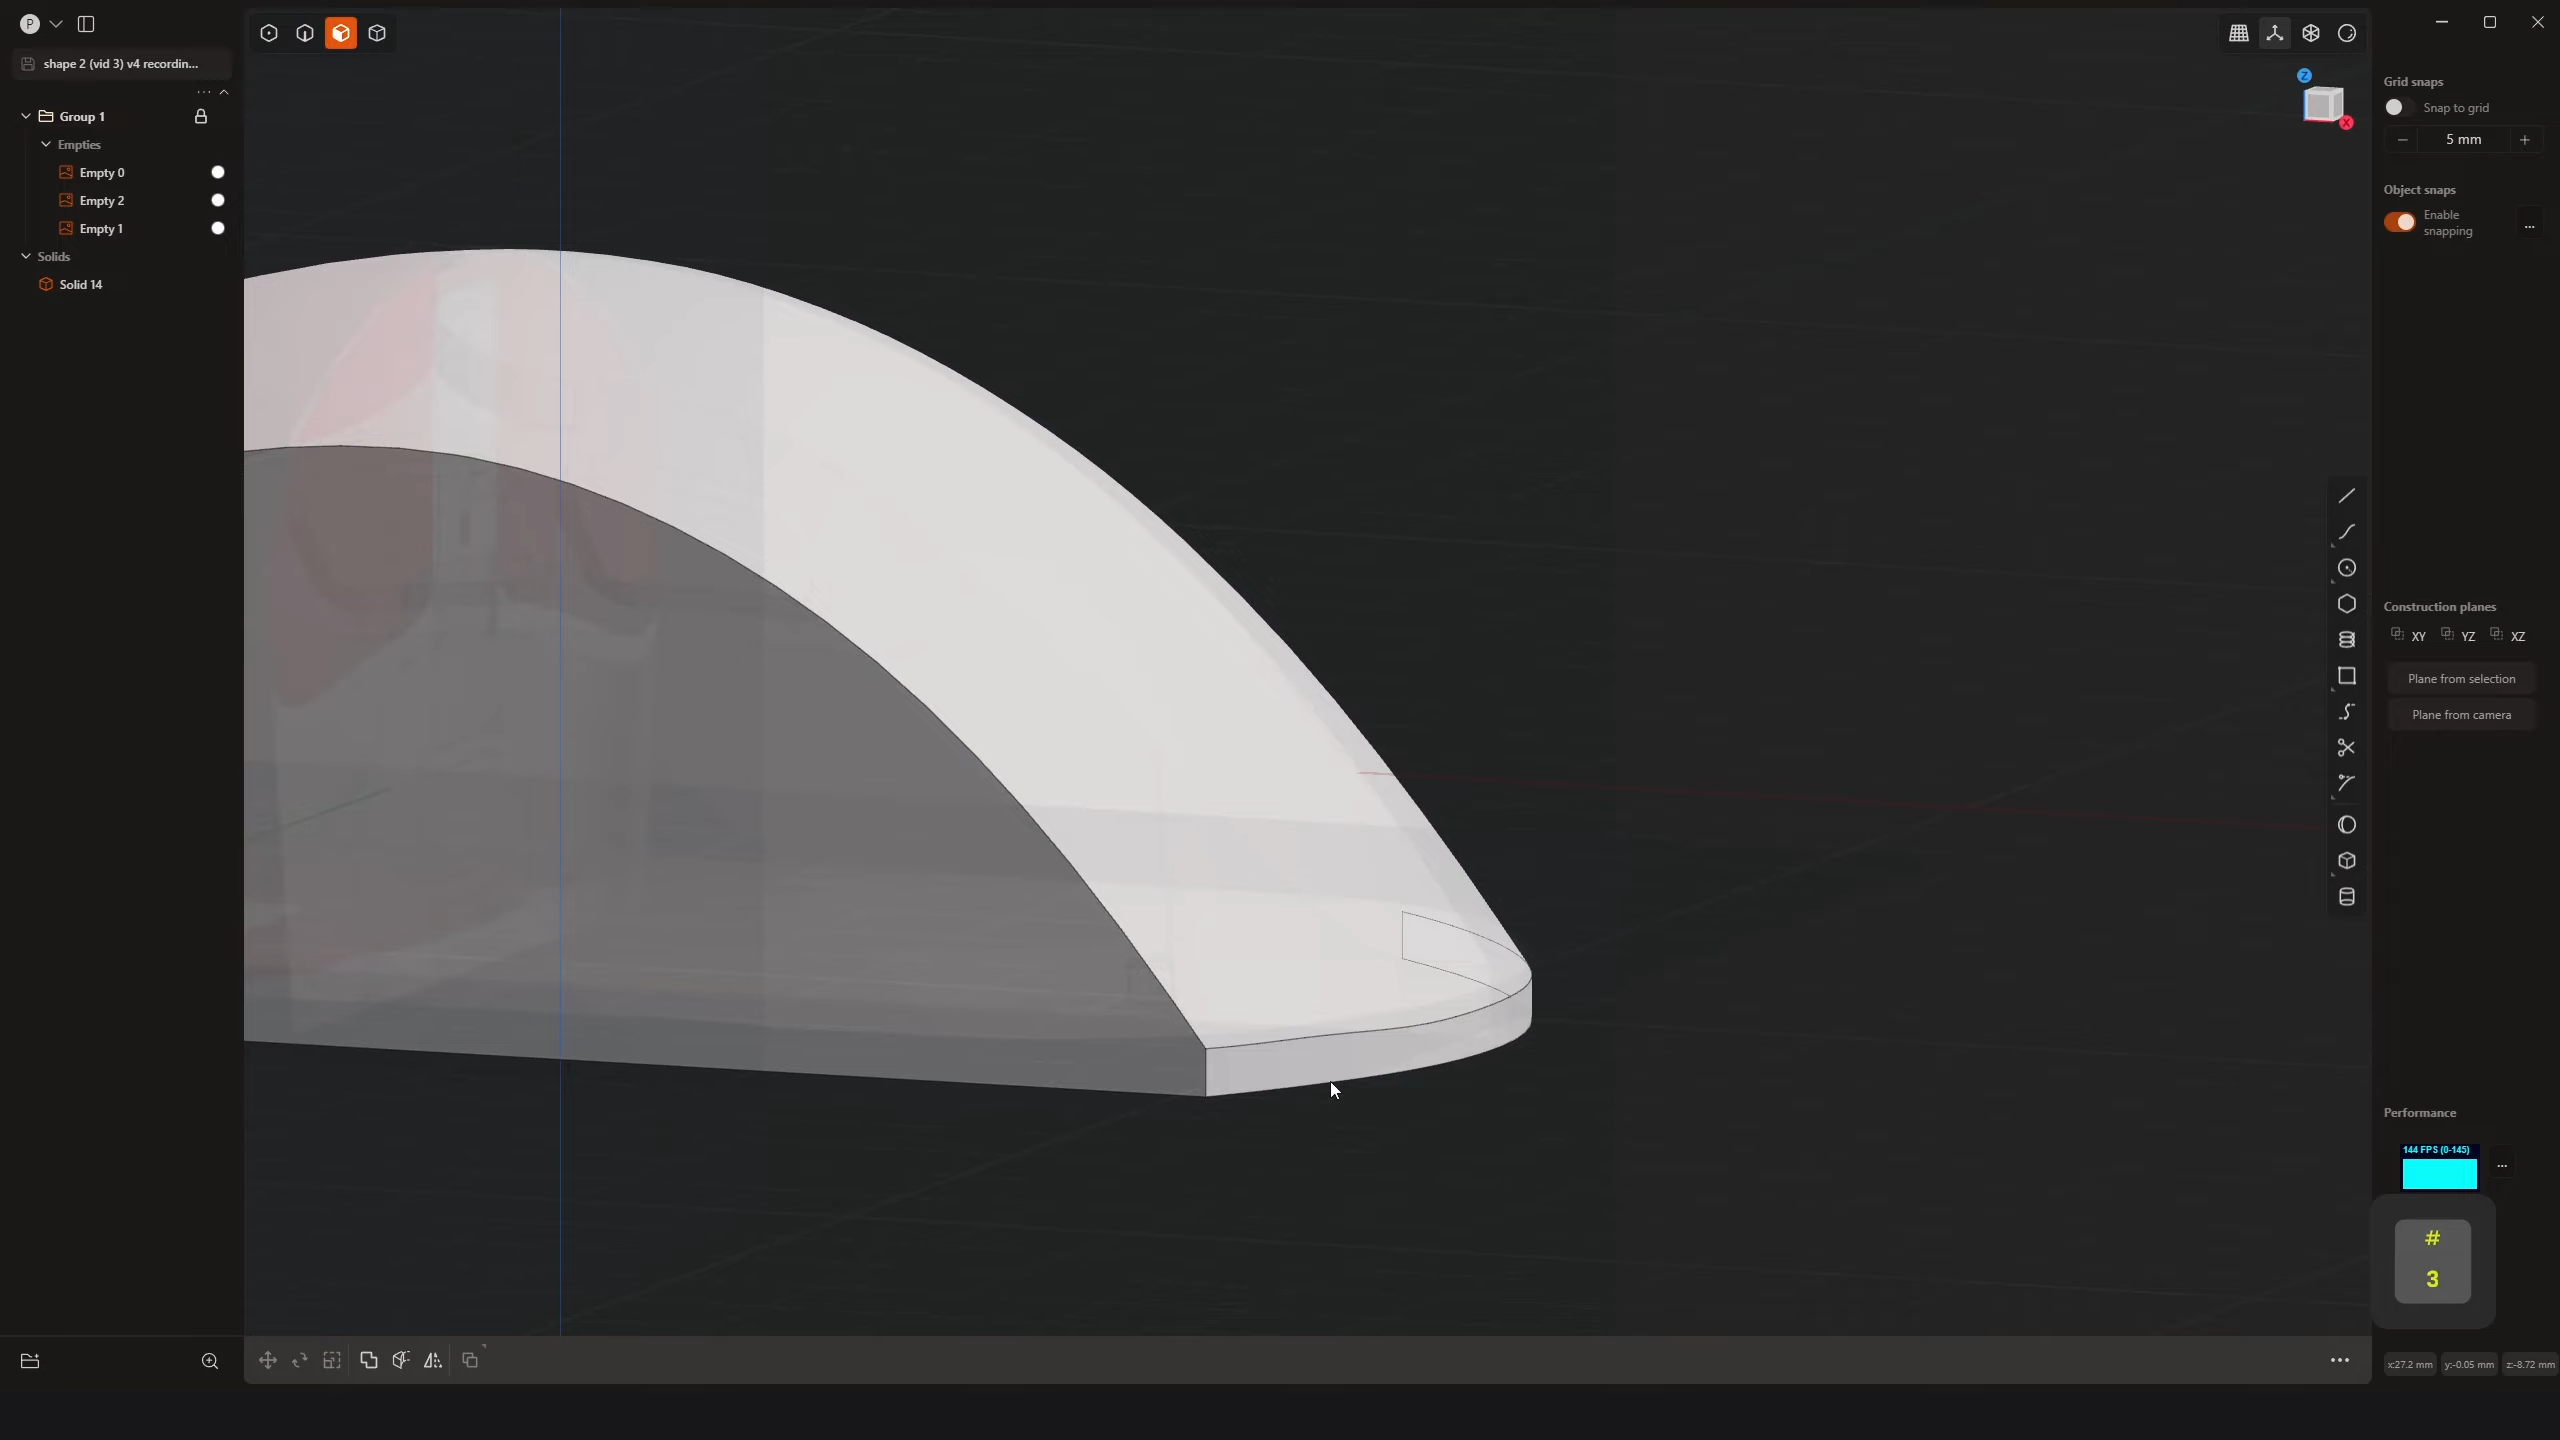 P
shape 2 (vid 3) v4 recordin...
Group 1
Empties
Empty 0
Empty 2
Empty 1
Solids
Solid 14
Z
X
Grid snaps
Snap to grid
5 mm
Object snaps
Enable
snapping
...
Construction planes
XY YZ XZ
Plane from selection
Plane from camera
Performance
144 FPS (0-145)
...
#
3
x:27.2 mm y:-0.05 mm z:-8.72 mm